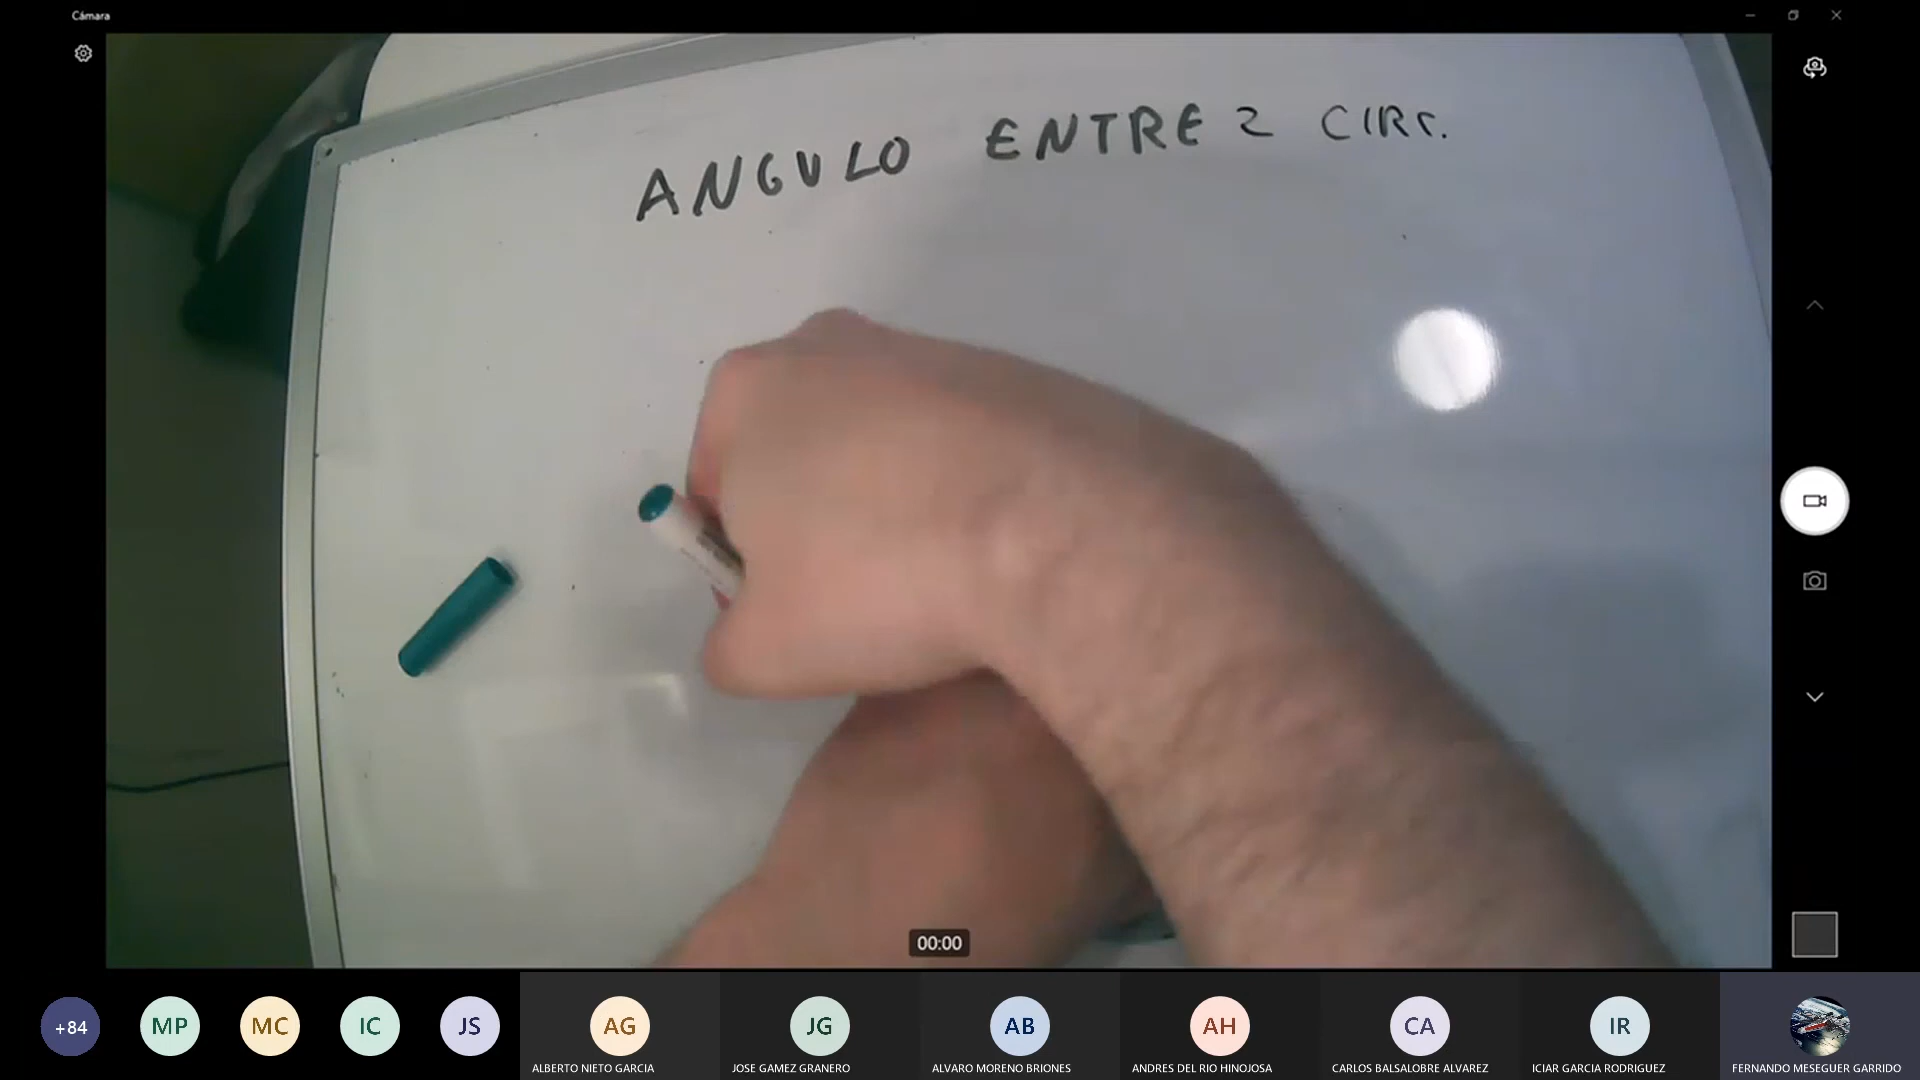 Cámara
ANGULO ENTRE 2 CIRC.
00:00
+84
MP
MC
IC
JS
AG
JG
AB
AH
CA
IR
ALBERTO NIETO GARCIA
JOSE GAMEZ GRANERO
ALVARO MORENO BRIONES
ANDRES DEL RIO HINOJOSA
CARLOS BALSALOBRE ALVAREZ
ICIAR GARCIA RODRIGUEZ
FERNANDO MESEGUER GARRIDO